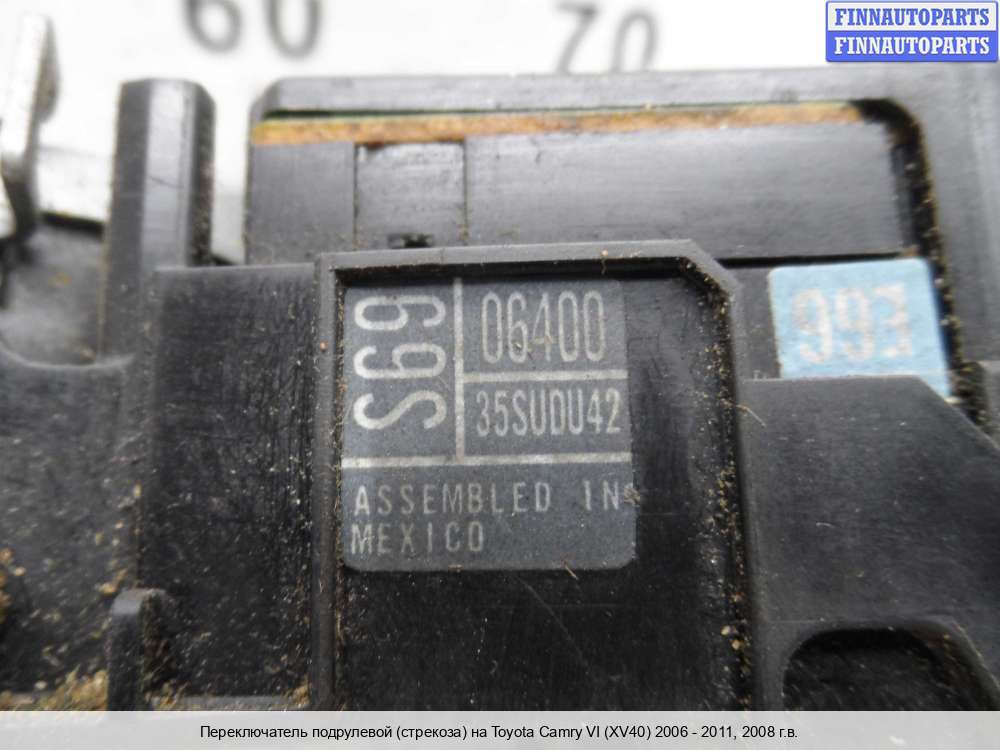 60
70
FINNAUTOPARTS
FINNAUTOPARTS
S69
06400
35SUDU42
993
ASSEMBLED IN
MEXICO
Переключатель подрулевой (стрекоза) на Toyota Camry VI (XV40) 2006 - 2011, 2008 г.в.